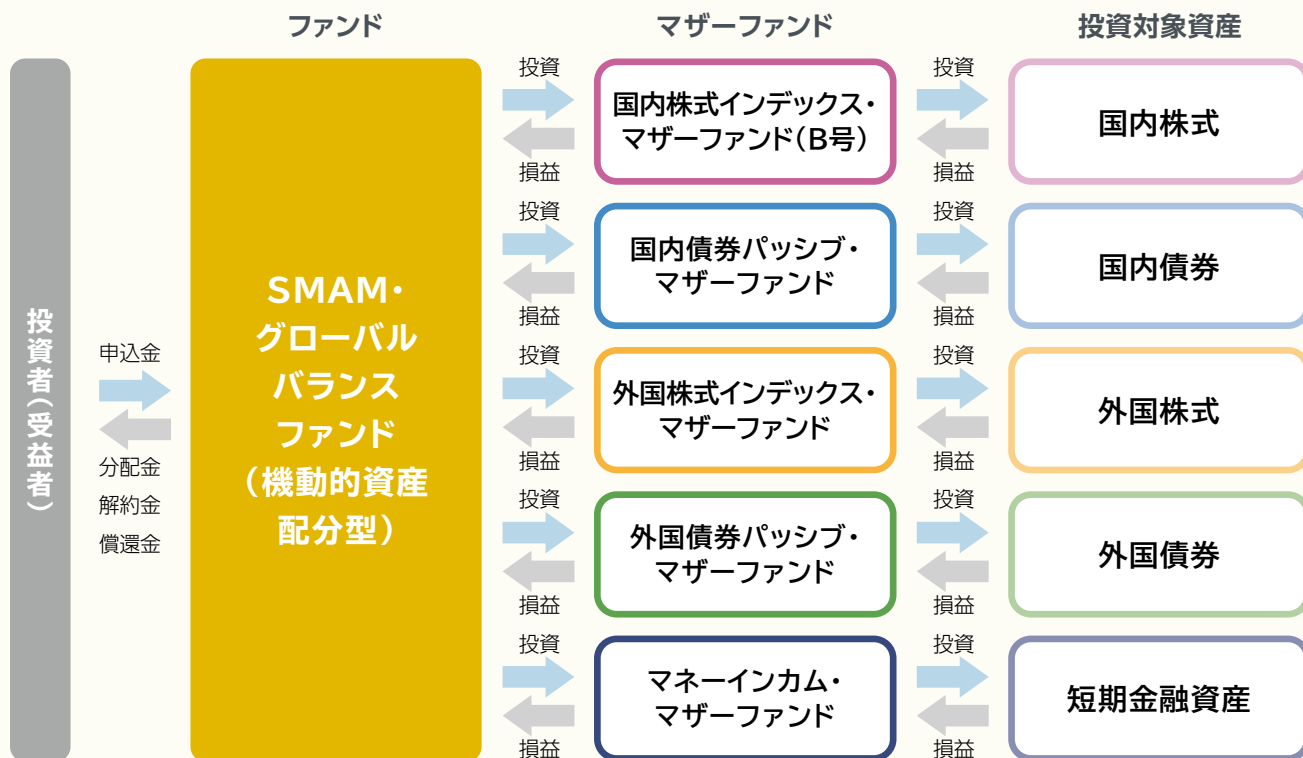 ファンド
マザーファンド
投資対象資産
投資者(受益者)
申込金
分配金
解約金
償還金
SMAM・
グローバル
バランス
ファンド
(機動的資産
配分型)
投資
損益
国内株式インデックス・
マザーファンド(B号)
投資
損益
国内株式
投資
損益
国内債券パッシブ・
マザーファンド
投資
損益
国内債券
投資
損益
外国株式インデックス・
マザーファンド
投資
損益
外国株式
投資
損益
外国債券パッシブ・
マザーファンド
投資
損益
外国債券
投資
損益
マネーインカム・
マザーファンド
投資
損益
短期金融資産